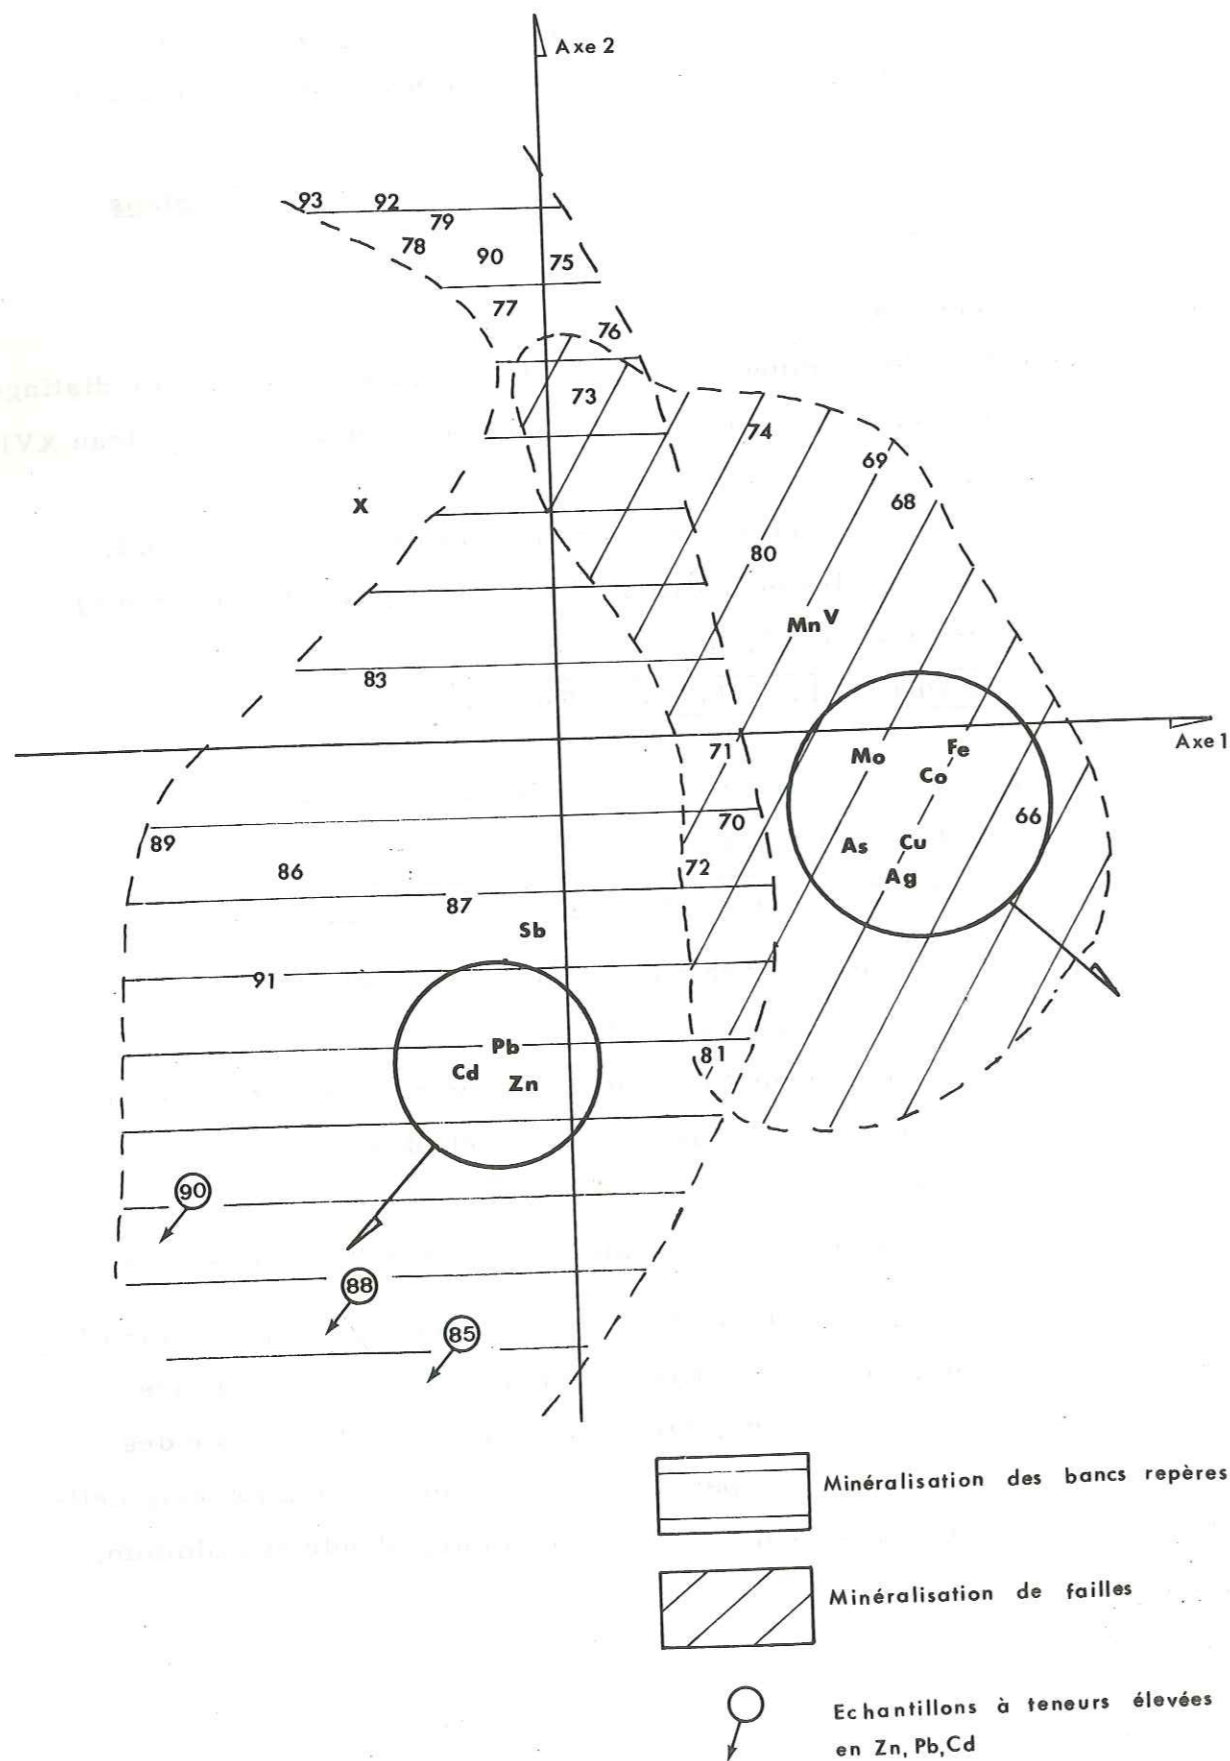 Axe 2
93 92
79
78 90 75
77
76
73
74
69
68
X
80
Mn V
83
Axe 1
71 Mo Fe
Co
70 66
89 As Cu
86 72 Ag
87
Sb
91
Pb 81
Cd Zn
90
88
85
Minéralisation des bancs repères
Minéralisation de failles
Echantillons à teneurs élevées
en Zn, Pb, Cd